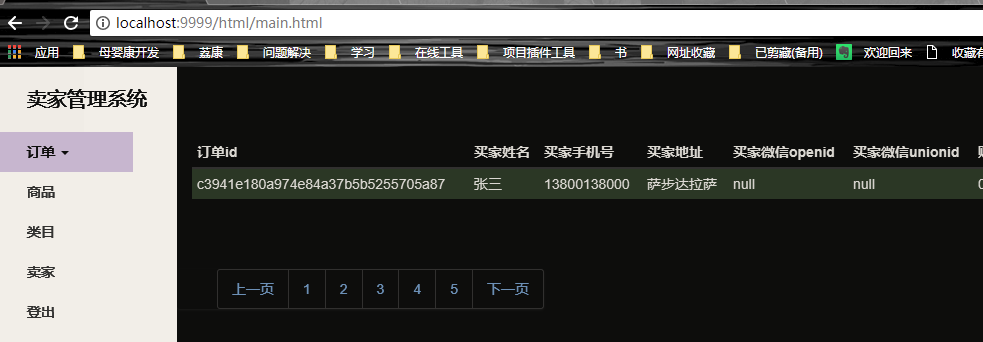 localhost:9999/html/main.html
应用 母婴康开发 荔康 问题解决 学习 在线工具 项目插件工具 书 网址收藏 已剪藏(备用) 欢迎回来 收藏
卖家管理系统
订单
商品
类目
卖家
登出
订单id 买家姓名 买家手机号 买家地址 买家微信openid 买家微信unionid
c3941e180a974e84a37b5b5255705a87 张三 13800138000 萨步达拉萨 null null
上一页 1 2 3 4 5 下一页